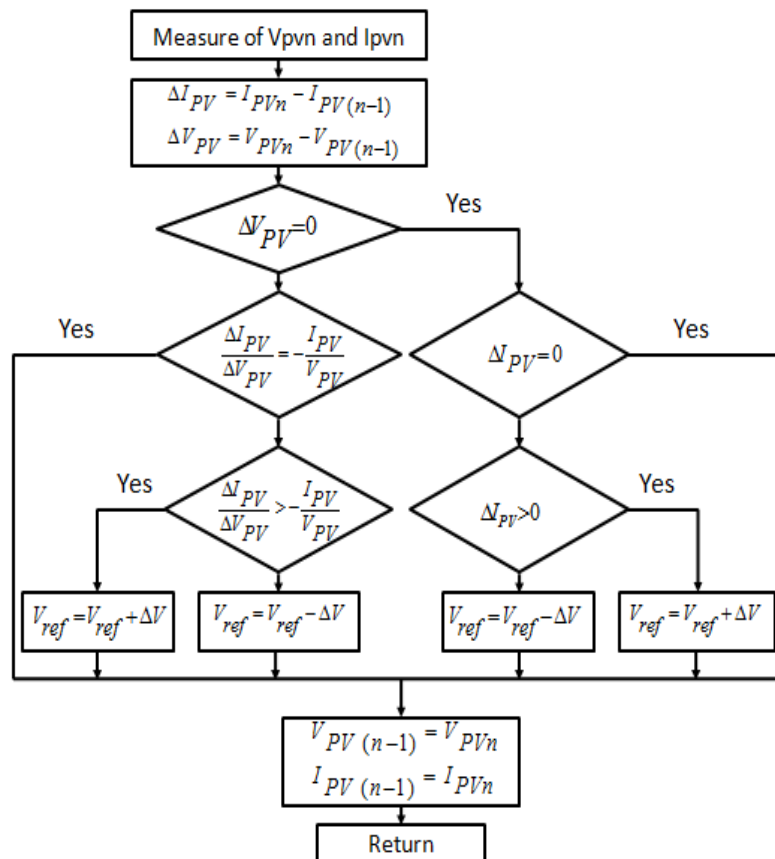 Measure of Vpvn and Ipvn
ΔI_PV = I_PVn − I_PV (n−1)
ΔV_PV = V_PVn − V_PV (n−1)
Yes
ΔV_PV=0
Yes
Yes
ΔI_PV/ΔV_PV = −I_PV/V_PV
ΔI_PV=0
Yes
Yes
ΔI_PV/ΔV_PV > −I_PV/V_PV
ΔI_PV>0
V_ref = V_ref + ΔV
V_ref = V_ref − ΔV
V_ref = V_ref − ΔV
V_ref = V_ref + ΔV
V_PV (n−1) = V_PVn
I_PV (n−1) = I_PVn
Return